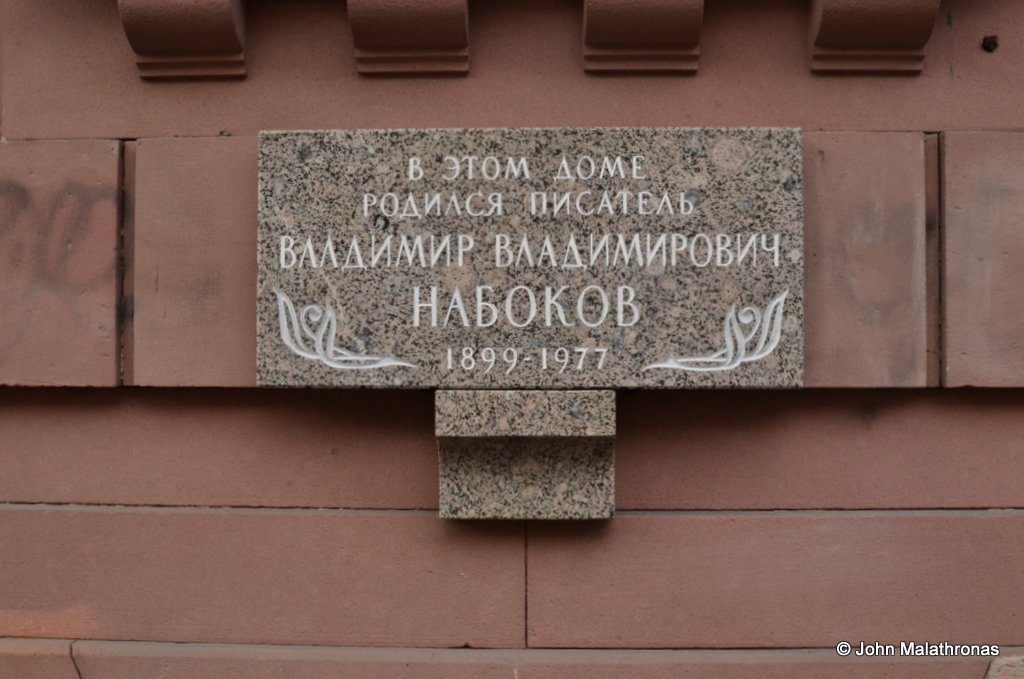 В ЭТОМ ДОМЕ
РОДИЛСЯ ПИСАТЕЛЬ
ВЛАДИМИР ВЛАДИМИРОВИЧ
НАБОКОВ
1899-1977
© John Malathronas